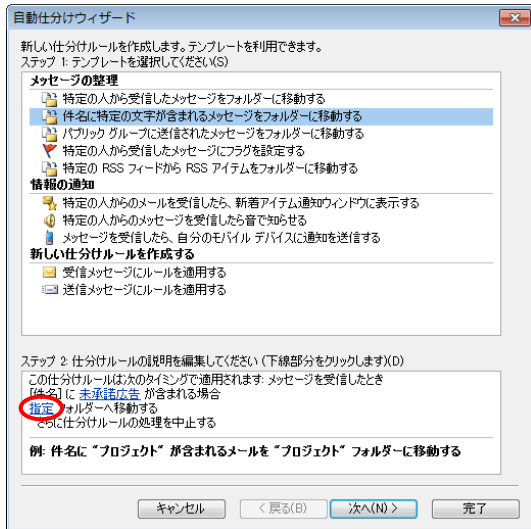 自動仕分けウィザード
新しい仕分けルールを作成します。テンプレートを利用できます。
ステップ 1: テンプレートを選択してください(S)
メッセージの整理
特定の人から受信したメッセージをフォルダーに移動する
件名に特定の文字が含まれるメッセージをフォルダーに移動する
パブリック グループに送信されたメッセージをフォルダーに移動する
特定の人から受信したメッセージにフラグを設定する
特定の RSS フィードから RSS アイテムをフォルダーに移動する
情報の通知
特定の人からのメールを受信したら、新着アイテム通知ウィンドウに表示する
特定の人からのメッセージを受信したら音で知らせる
メッセージを受信したら、自分のモバイル デバイスに通知を送信する
新しい仕分けルールを作成する
受信メッセージにルールを適用する
送信メッセージにルールを適用する
ステップ 2: 仕分けルールの説明を編集してください (下線部分をクリックします)(D)
この仕分けルールは次のタイミングで適用されます: メッセージを受信したとき
[件名] に 未承諾広告 が含まれる場合
指定 フォルダーへ移動する
さらに仕分けルールの処理を中止する
例: 件名に “プロジェクト” が含まれるメールを “プロジェクト” フォルダーに移動する
キャンセル < 戻る(B) 次へ(N) > 完了